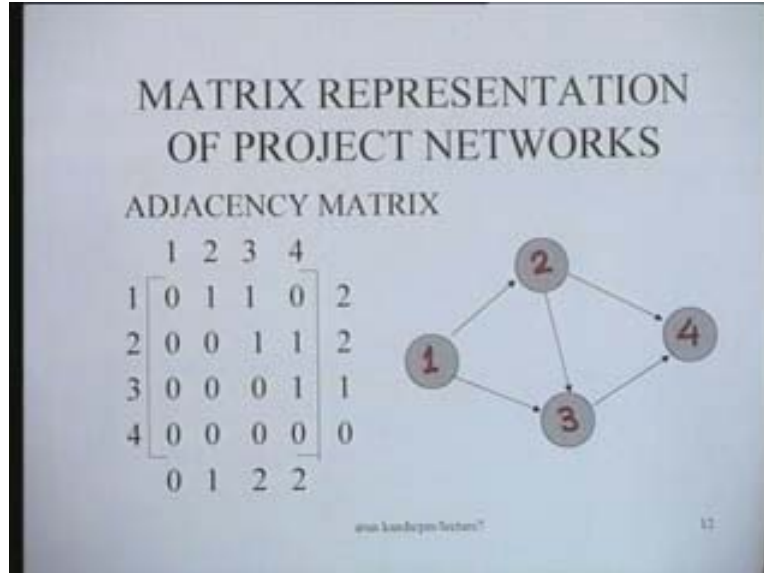 MATRIX REPRESENTATION
OF PROJECT NETWORKS
ADJACENCY MATRIX
1 2 3 4
1 0 1 1 0 2
2 0 0 1 1 2
3 0 0 0 1 1
4 0 0 0 0 0
0 1 2 2
2
1
4
3
12